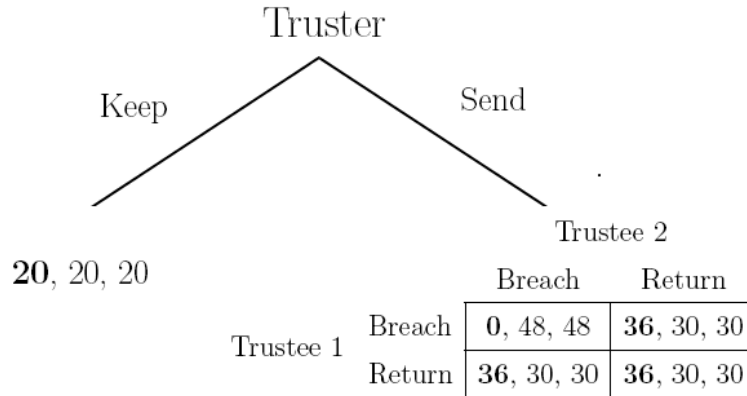 Truster
Keep Send
Trustee 2
20, 20, 20
Breach Return
Trustee 1
Breach 0, 48, 48 36, 30, 30
Return 36, 30, 30 36, 30, 30